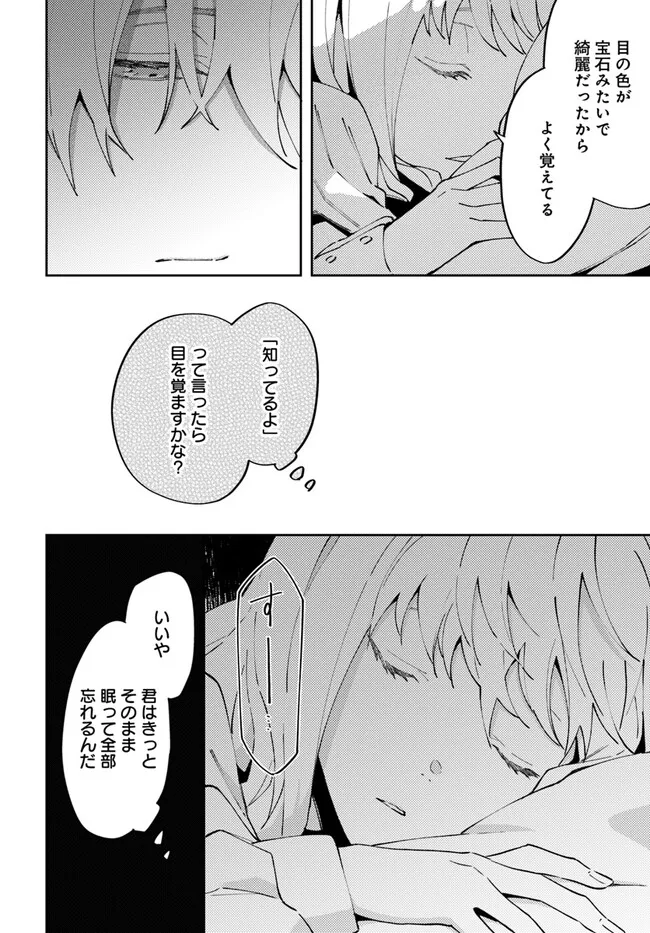 目の色が
宝石みたいで
綺麗だったから
よく覚えてる
「知ってるよ」
って言ったら
目を覚ますかな？
すー…
いいや
君はきっと
そのまま
眠って全部
忘れるんだ